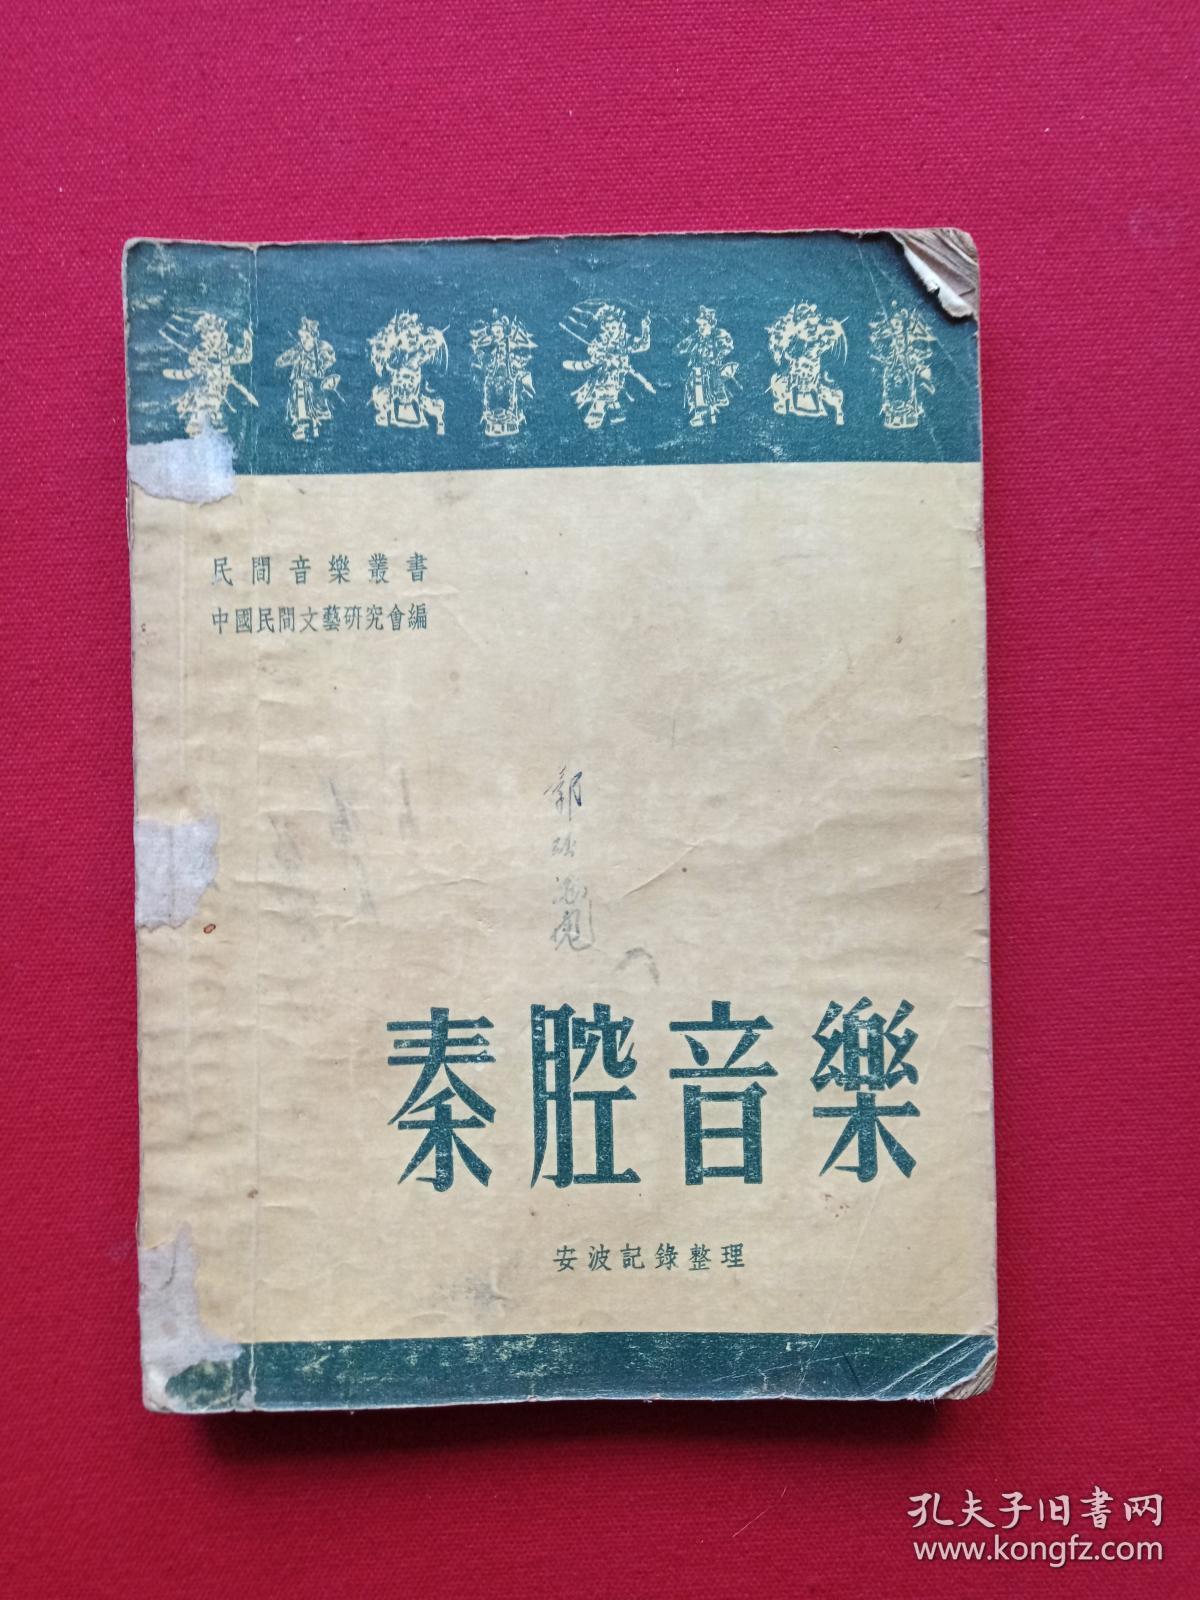 民間音樂叢書
中國民間文藝研究會編
秦腔音樂
安波記錄整理
孔夫子旧书网
www.kongfz.com